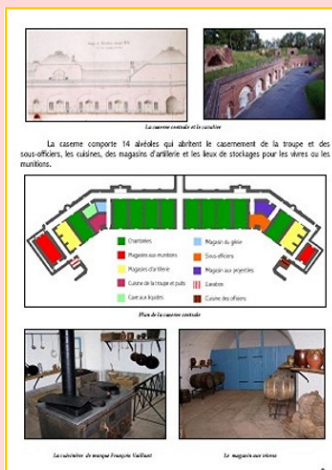 La caserne centrale et le cavalier
La caserne comporte 14 alvéoles qui abritent le casernement de la troupe et des
sous-officiers, les cuisines, des magasins d'artillerie et les lieux de stockages pour les vivres ou les
munitions.
Chambrées
Magasins aux munitions
Magasins d'artillerie
Cuisine de la troupe et puits
Cave aux liquides
Magasin du génie
Sous-officiers
Magasin aux projectiles
Latrines
Cuisine des officiers
Plan de la caserne centrale
La cuisinière de marque François Vaillant
Le magasin aux vivres